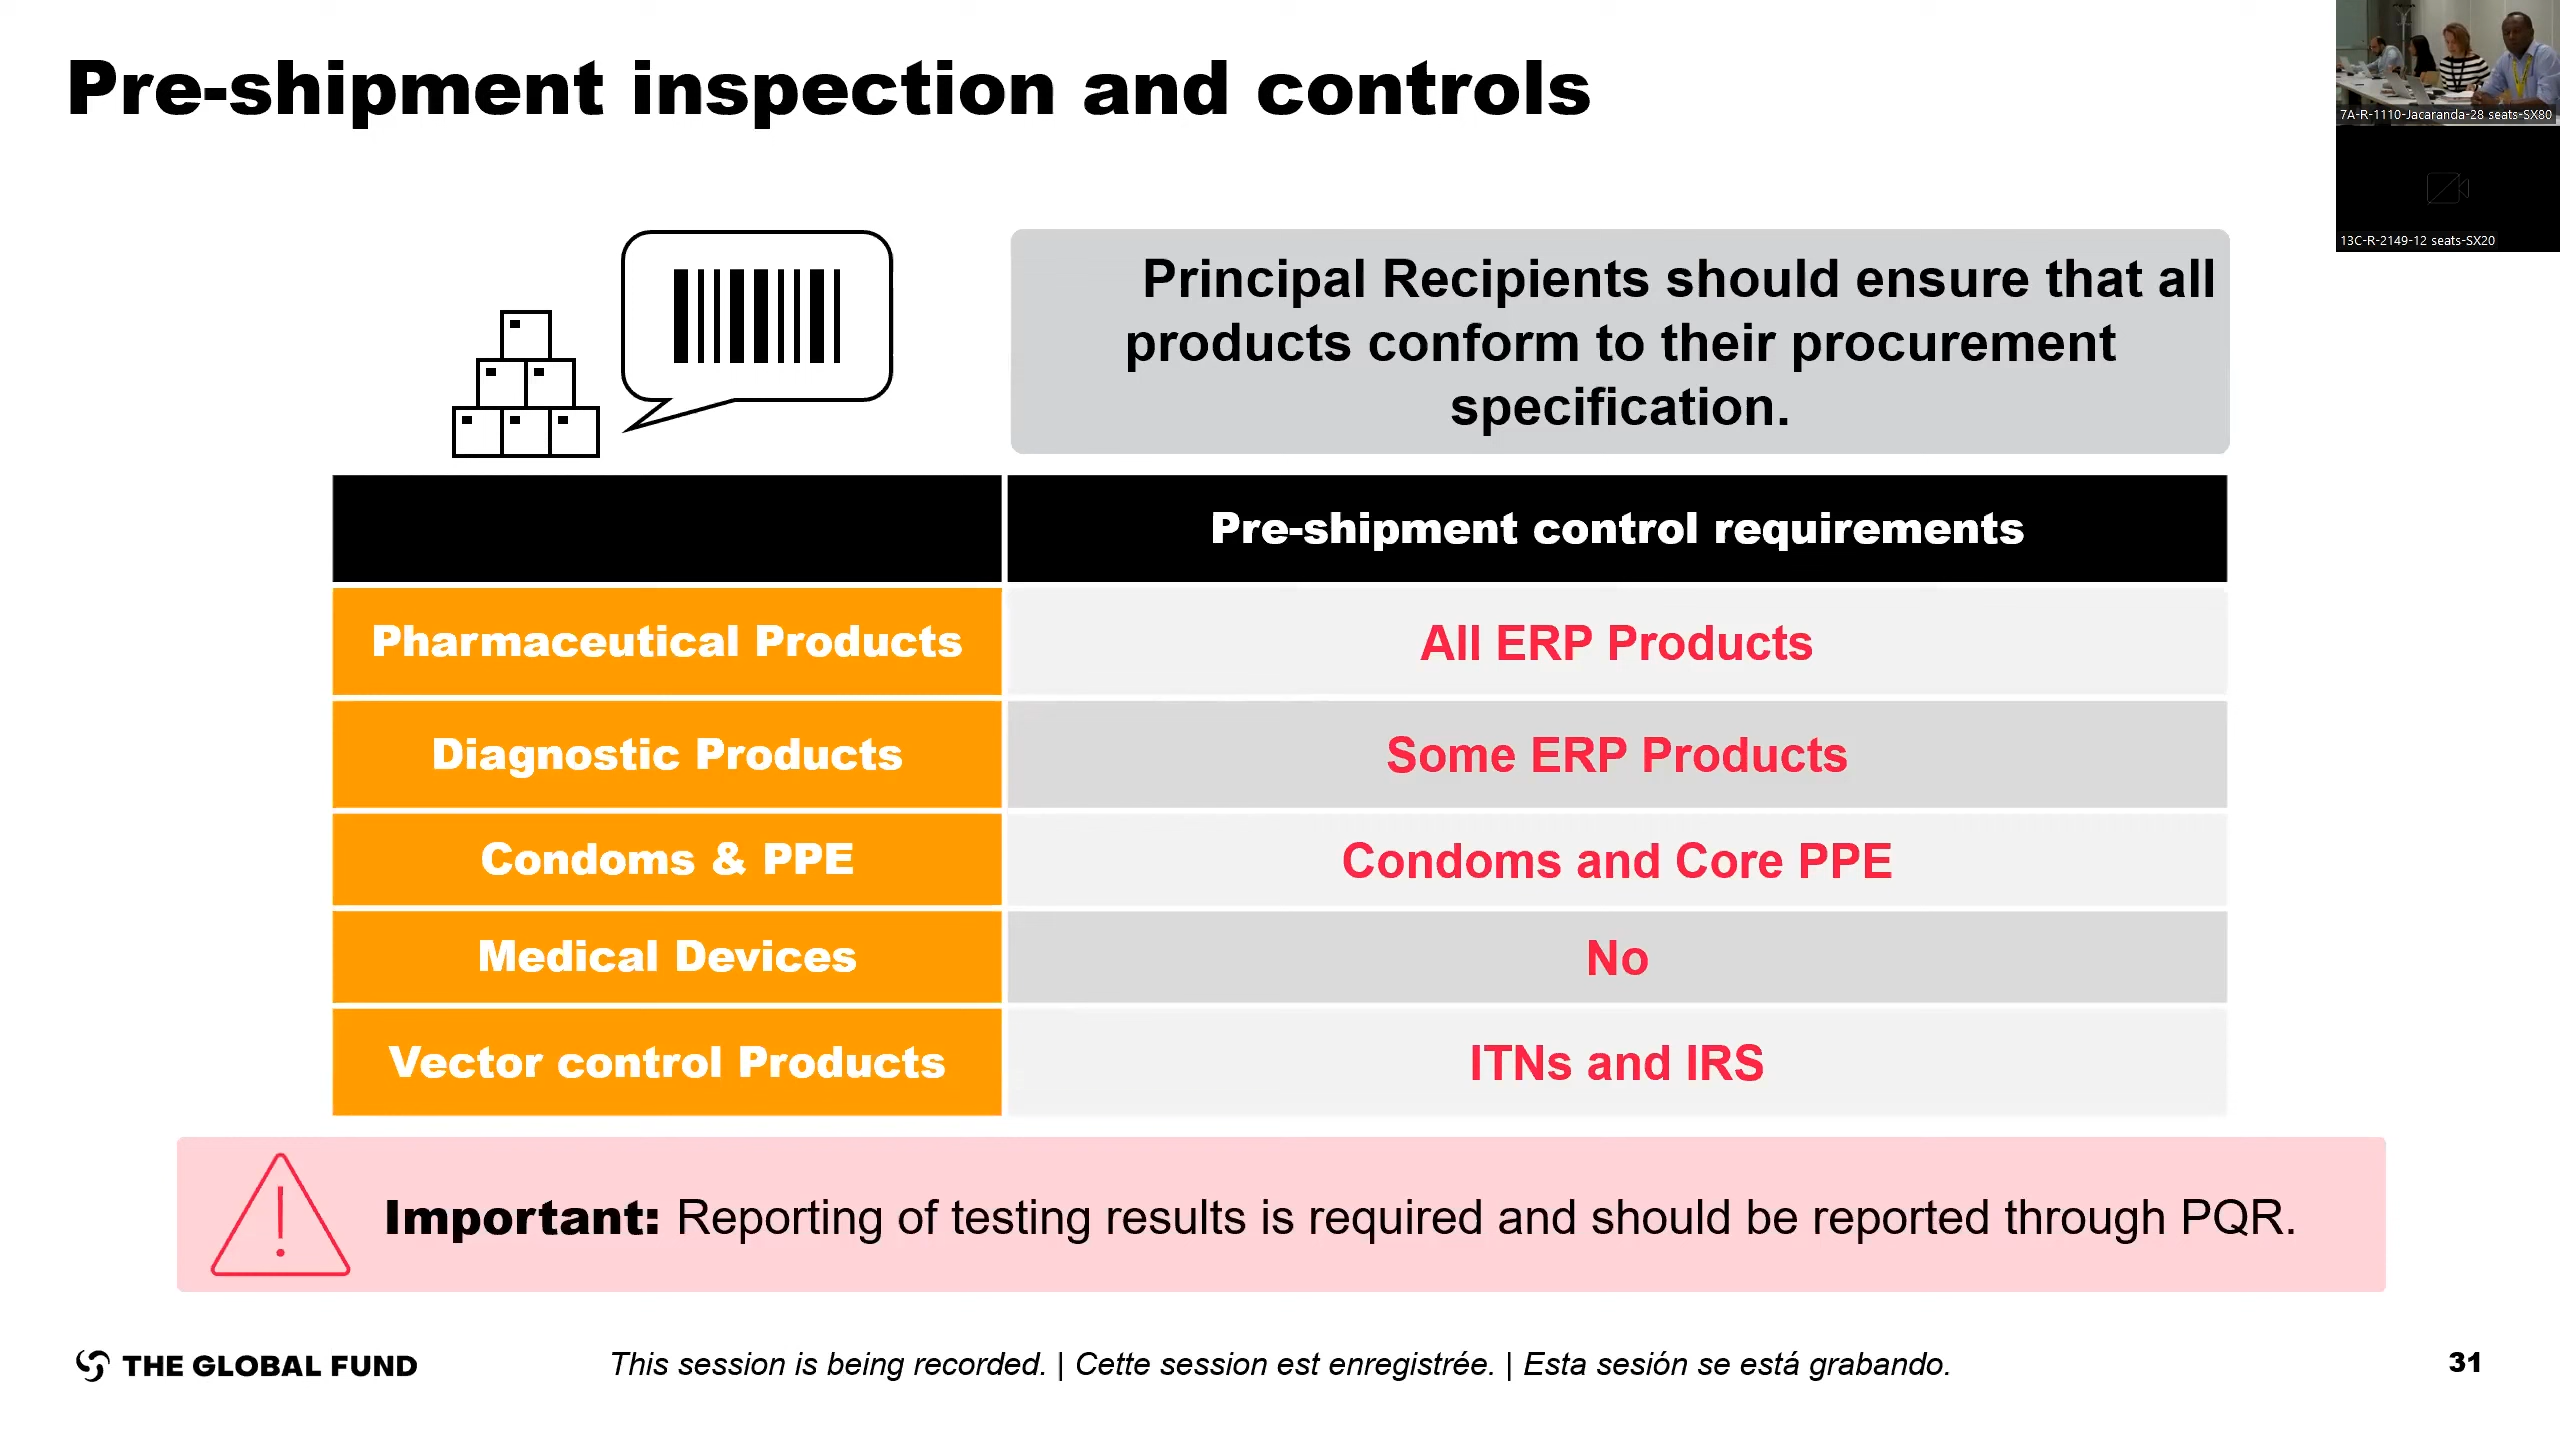 Pre-shipment inspection and controls
7A-R-1110-Jacaranda-28 seats-SX80
13C-R-2149-12 seats-SX20
Principal Recipients should ensure that all
products conform to their procurement
specification.
Pre-shipment control requirements
Pharmaceutical Products
All ERP Products
Diagnostic Products
Some ERP Products
Condoms & PPE
Condoms and Core PPE
Medical Devices
No
Vector control Products
ITNs and IRS
Important: Reporting of testing results is required and should be reported through PQR.
THE GLOBAL FUND
This session is being recorded. | Cette session est enregistrée. | Esta sesión se está grabando.
31